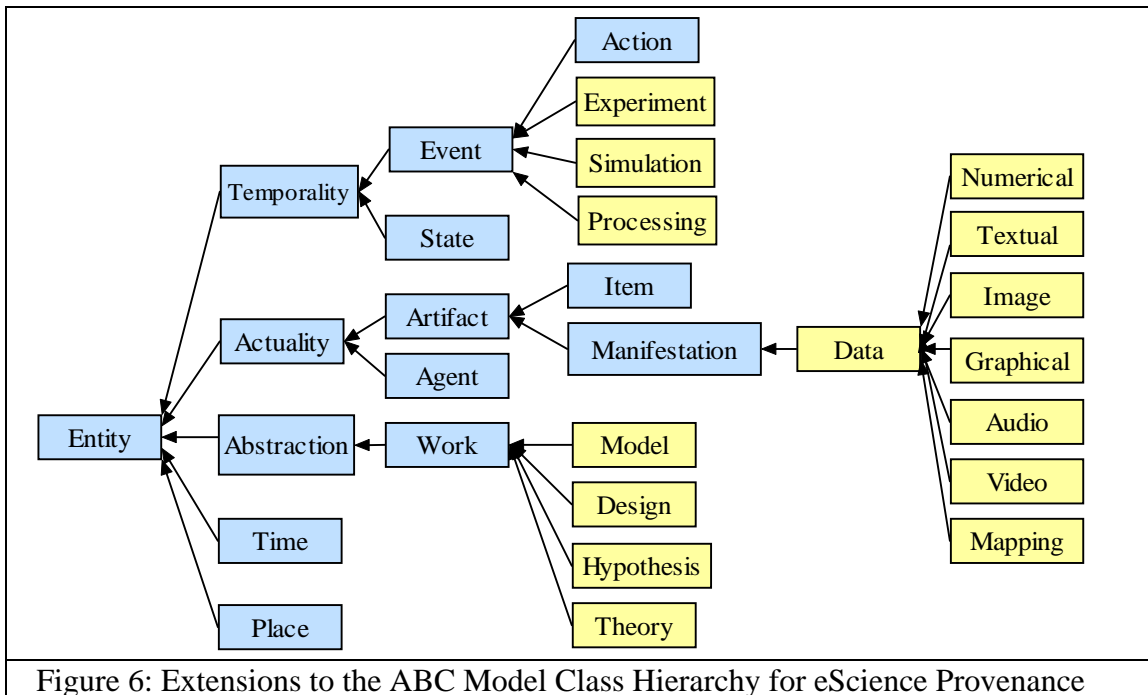 Action
Experiment
Event
Simulation
Numerical
Temporality
Processing
Textual
State
Item
Image
Artifact
Actuality
Manifestation
Data
Graphical
Agent
Audio
Entity
Abstraction
Work
Model
Video
Design
Time
Mapping
Hypothesis
Place
Theory
Figure 6: Extensions to the ABC Model Class Hierarchy for eScience Provenance